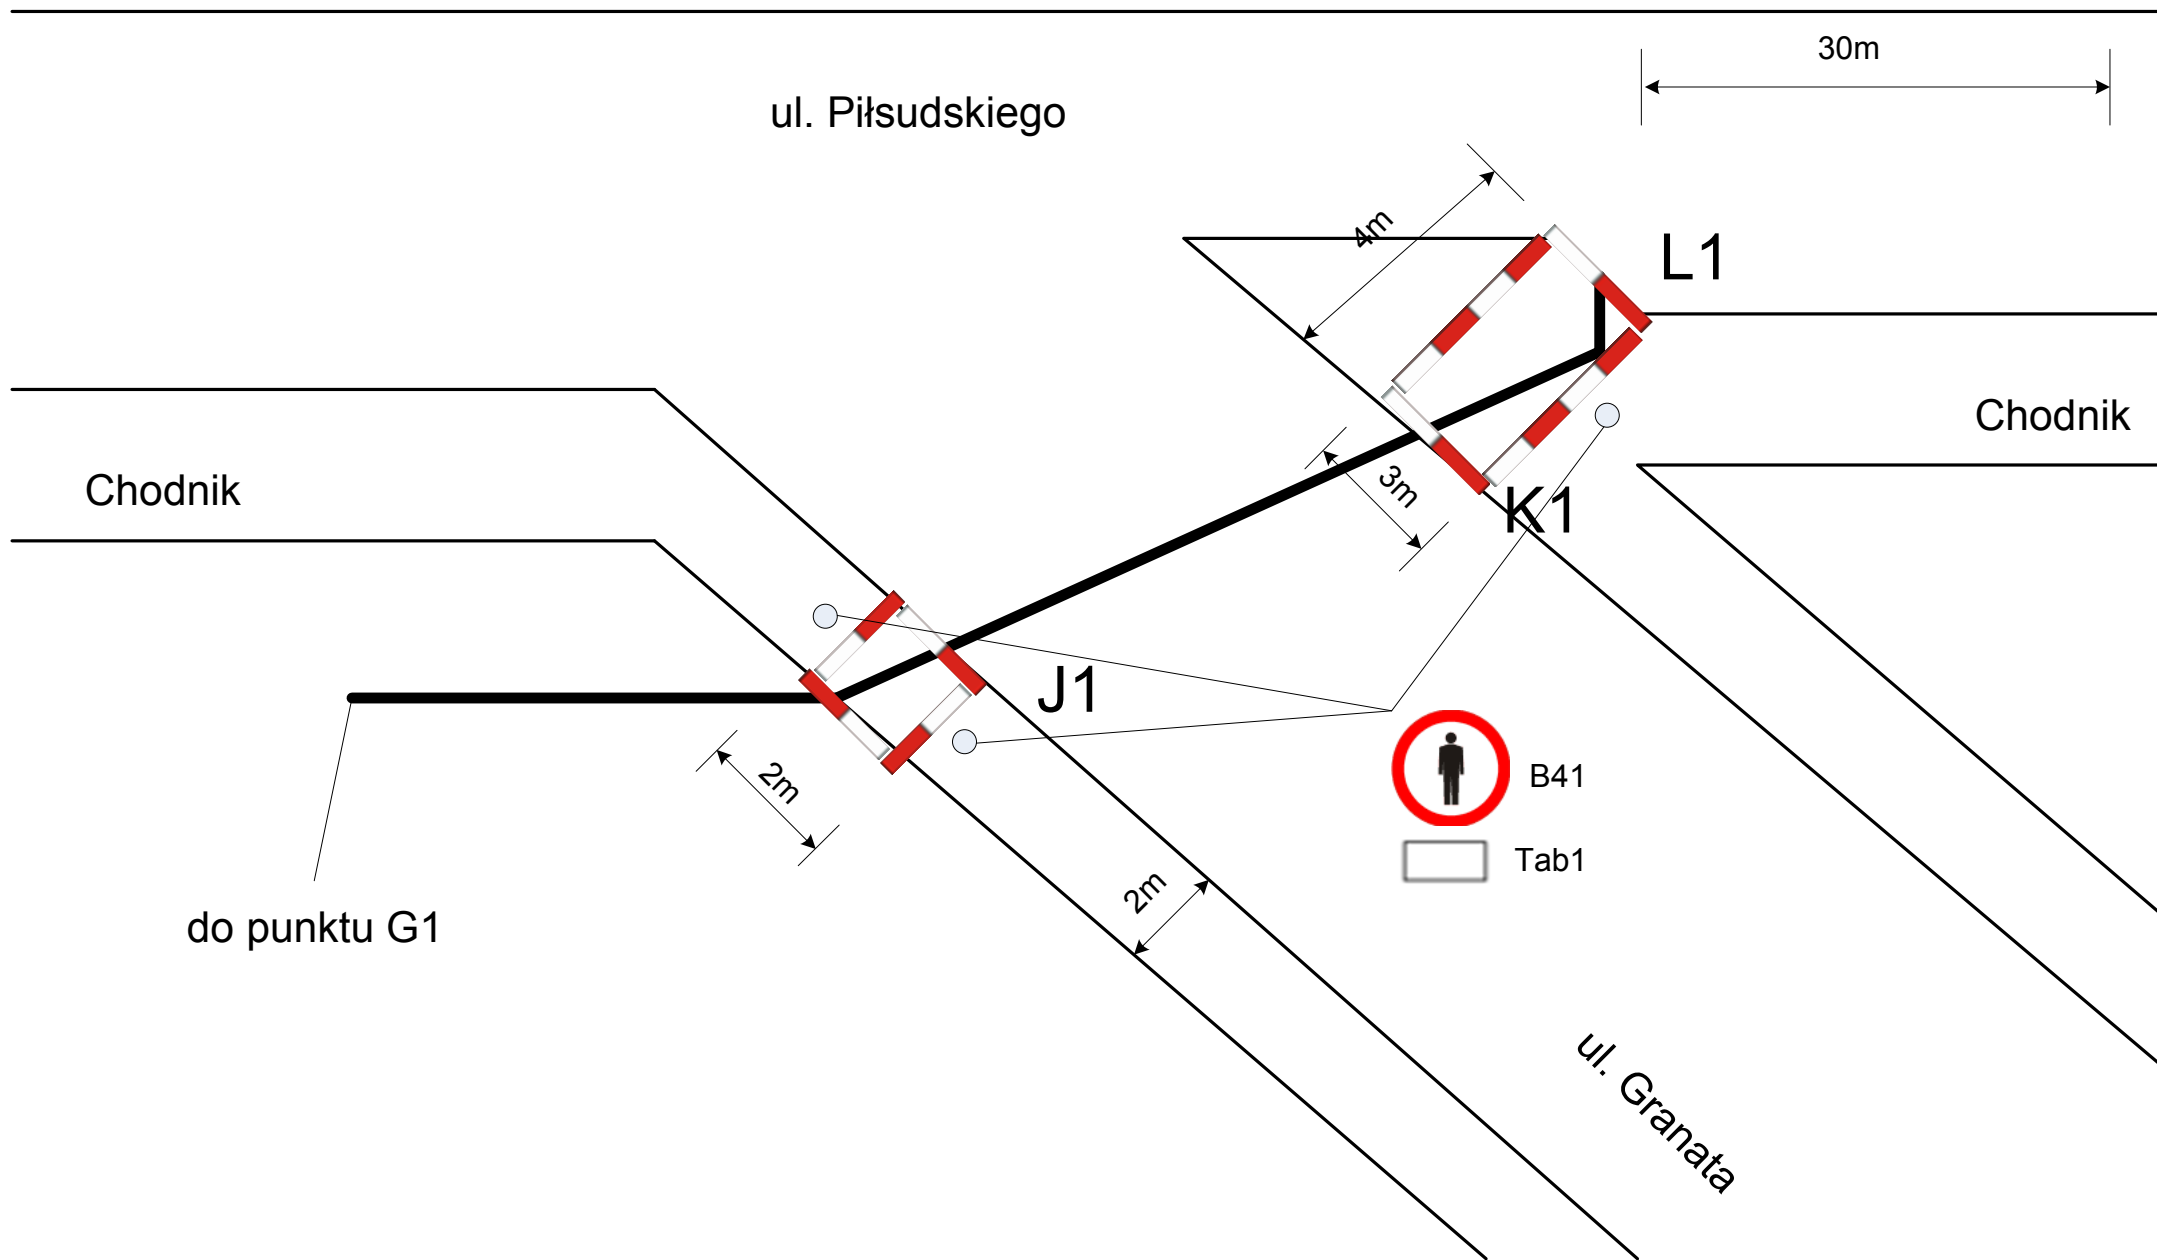 30m
ul. Piłsudskiego
4m
L1
Chodnik
3m
Chodnik
K1
J1
2m
B41
Tab1
2m
do punktu G1
ul. Granata